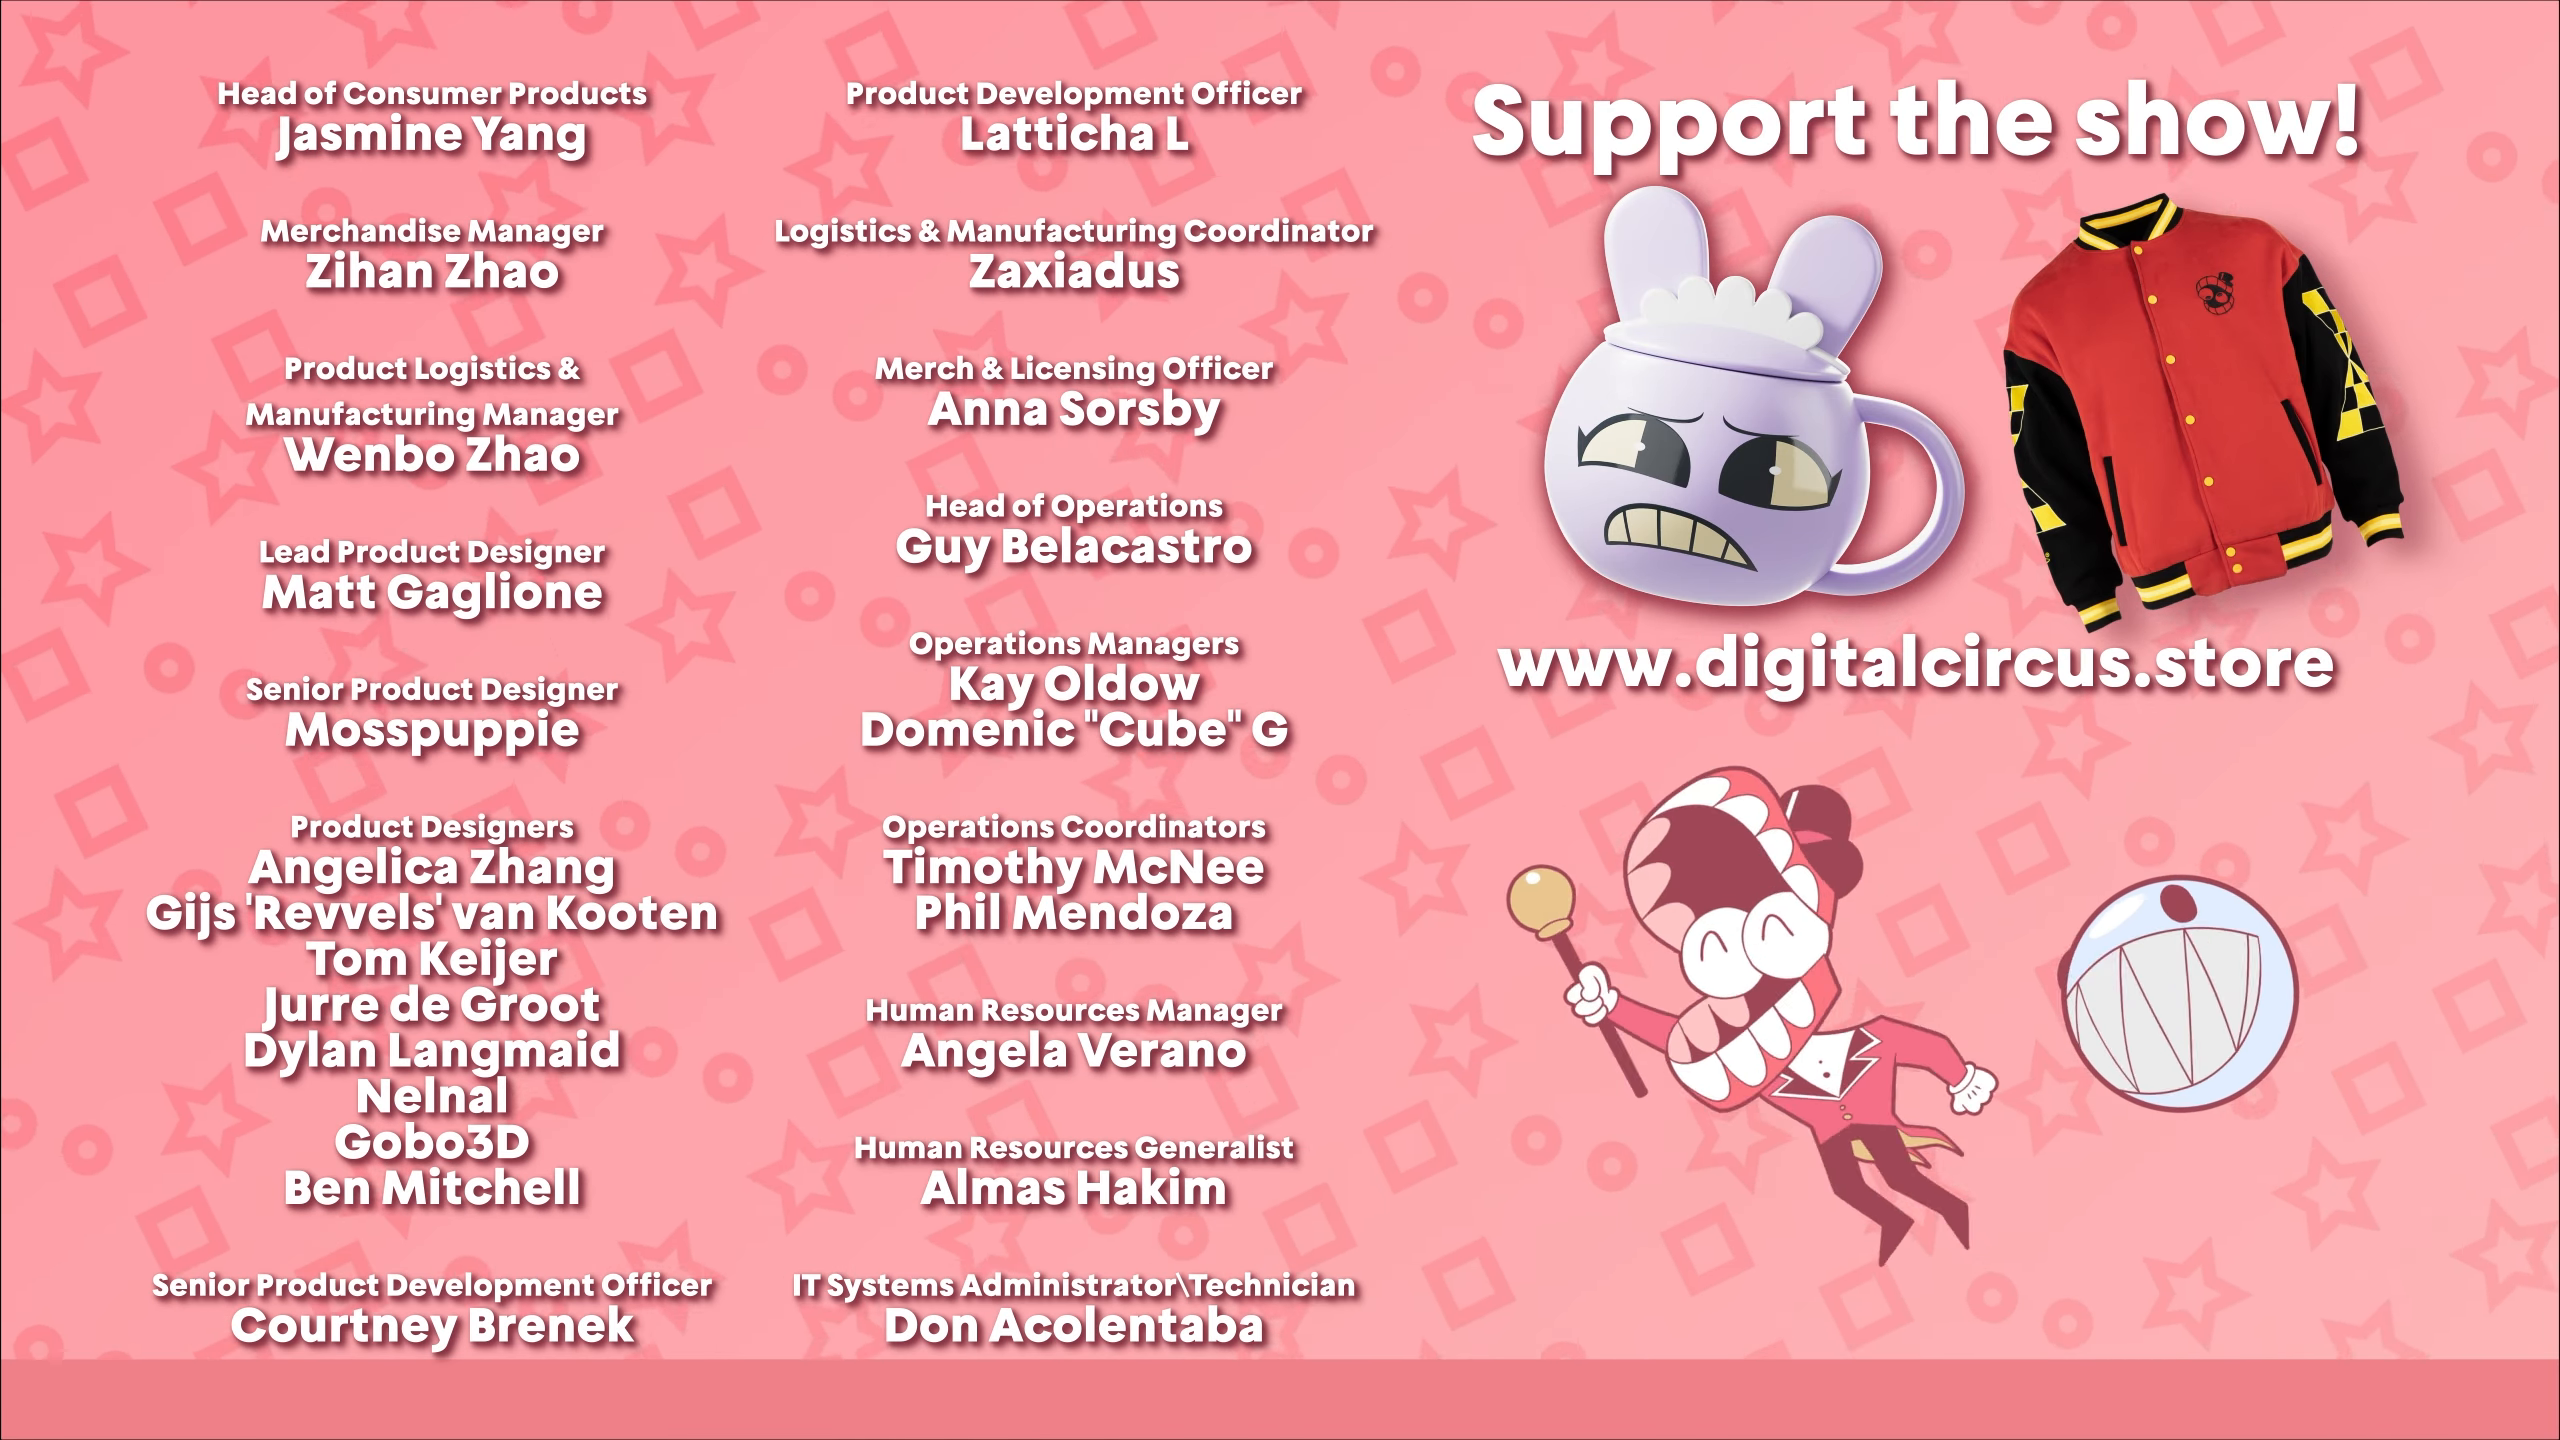 Head of Consumer Products
Jasmine Yang
Merchandise Manager
Zihan Zhao
Product Logistics &
Manufacturing Manager
Wenbo Zhao
Lead Product Designer
Matt Gaglione
Senior Product Designer
Mosspuppie
Product Designers
Angelica Zhang
Gijs 'Revvels' van Kooten
Tom Keijer
Jurre de Groot
Dylan Langmaid
Nelnal
Gobo3D
Ben Mitchell
Senior Product Development Officer
Courtney Brenek
Product Development Officer
Latticha L
Logistics & Manufacturing Coordinator
Zaxiadus
Merch & Licensing Officer
Anna Sorsby
Head of Operations
Guy Belacastro
Operations Managers
Kay Oldow
Domenic "Cube" G
Operations Coordinators
Timothy McNee
Phil Mendoza
Human Resources Manager
Angela Verano
Human Resources Generalist
Almas Hakim
IT Systems Administrator\Technician
Don Acolentaba
Support the show!
www.digitalcircus.store